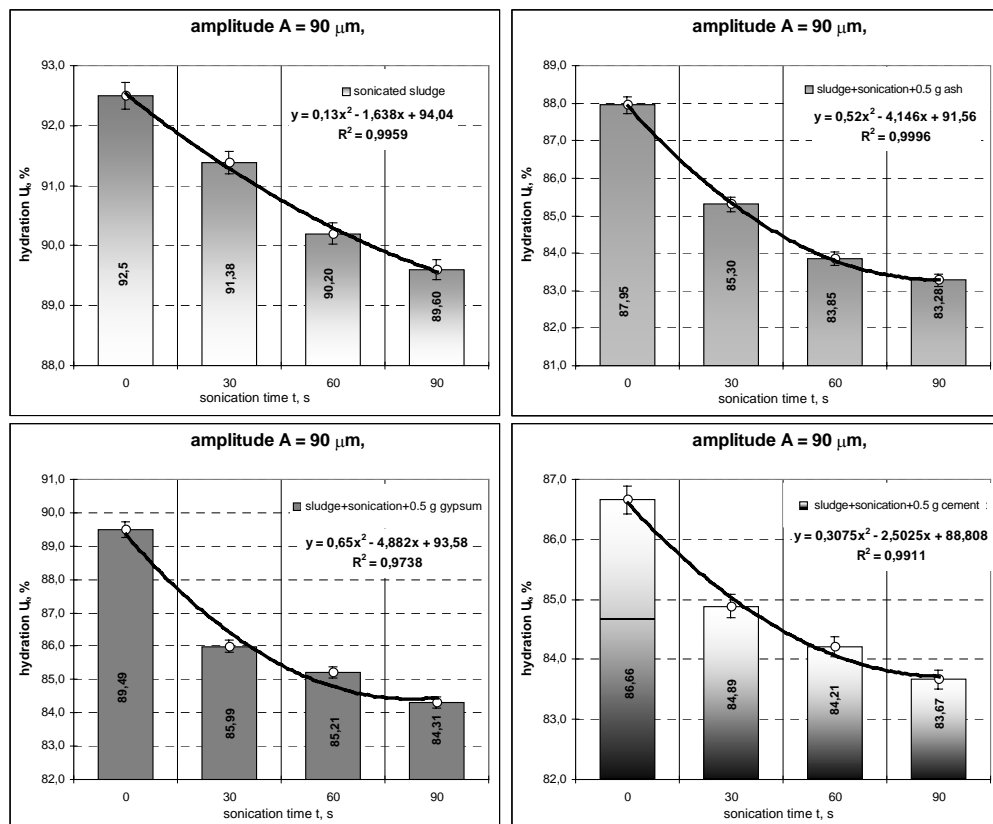 amplitude A = 90 μm,
93,0
92,0
91,0
90,0
89,0
88,0
hydration Uk, %
sonicated sludge
y = 0,13x² - 1,638x + 94,04
R² = 0,9959
92,5
91,38
90,20
89,60
0 30 60 90
sonication time t, s
amplitude A = 90 μm,
89,0
88,0
87,0
86,0
85,0
84,0
83,0
82,0
81,0
hydration Uk, %
sludge+sonication+0.5 g ash
y = 0,52x² - 4,146x + 91,56
R² = 0,9996
87,95
85,30
83,85
83,28
0 30 60 90
sonication time t, s
amplitude A = 90 μm,
91,0
90,0
89,0
88,0
87,0
86,0
85,0
84,0
83,0
82,0
hydration Uk, %
sludge+sonication+0.5 g gypsum
y = 0,65x² - 4,882x + 93,58
R² = 0,9738
89,49
85,99
85,21
84,31
0 30 60 90
sonication time t, s
amplitude A = 90 μm,
87,0
86,0
85,0
84,0
83,0
82,0
hydration Uk, %
sludge+sonication+0.5 g cement :
y = 0,3075x² - 2,5025x + 88,808
R² = 0,9911
86,66
84,89
84,21
83,67
0 30 60 90
sonication time t, s